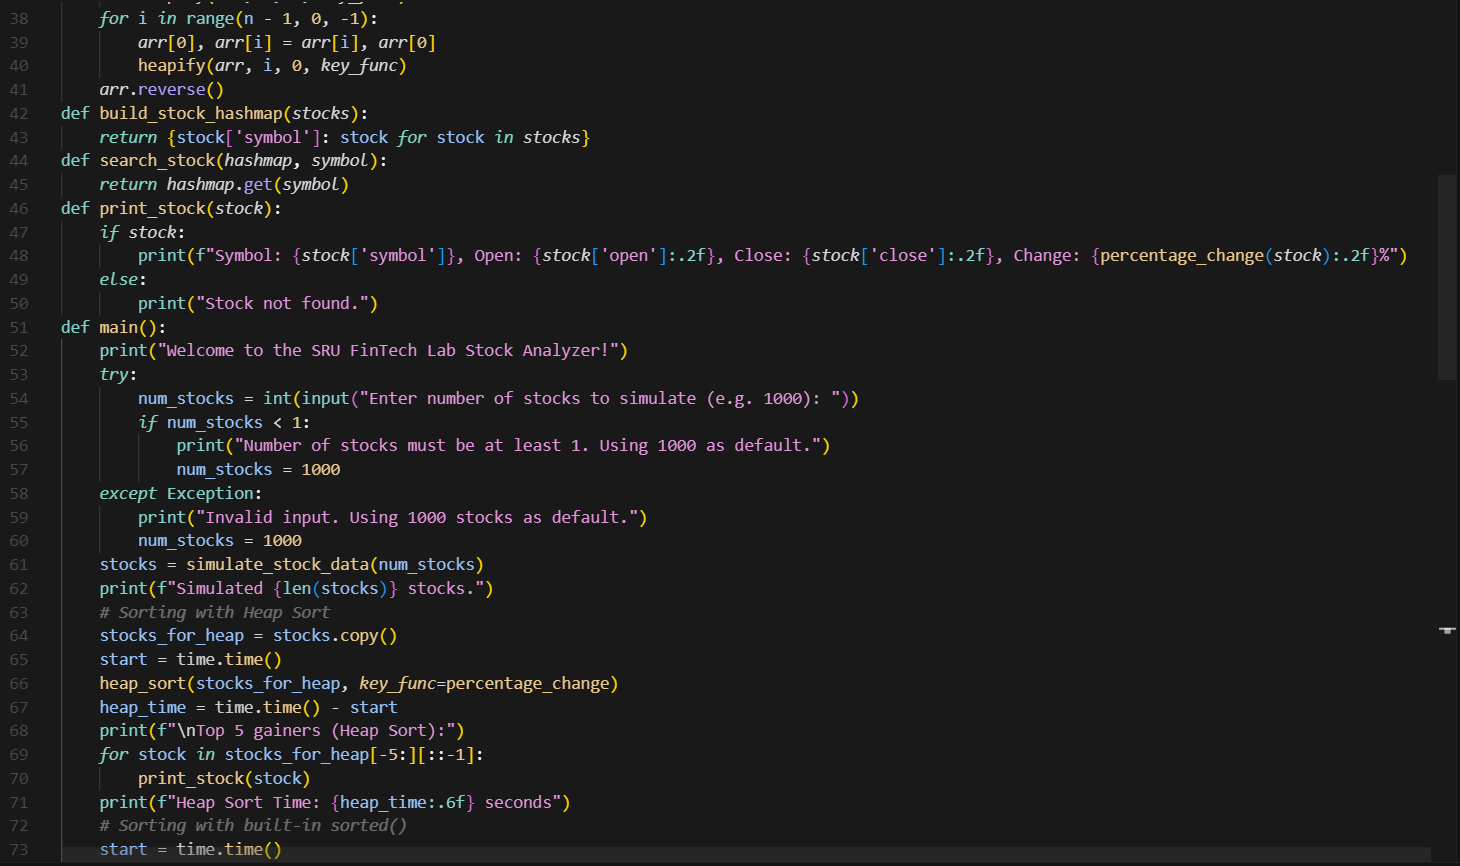 38 for i in range(n - 1, 0, -1):
39 arr[0], arr[i] = arr[i], arr[0]
40 heapify(arr, i, 0, key_func)
41 arr.reverse()
42 def build_stock_hashmap(stocks):
43 return {stock['symbol']: stock for stock in stocks}
44 def search_stock(hashmap, symbol):
45 return hashmap.get(symbol)
46 def print_stock(stock):
47 if stock:
48 print(f"Symbol: {stock['symbol']}, Open: {stock['open']:.2f}, Close: {stock['close']:.2f}, Change: {percentage_change(stock):.2f}%")
49 else:
50 print("Stock not found.")
51 def main():
52 print("Welcome to the SRU FinTech Lab Stock Analyzer!")
53 try:
54 num_stocks = int(input("Enter number of stocks to simulate (e.g. 1000): "))
55 if num_stocks < 1:
56 print("Number of stocks must be at least 1. Using 1000 as default.")
57 num_stocks = 1000
58 except Exception:
59 print("Invalid input. Using 1000 stocks as default.")
60 num_stocks = 1000
61 stocks = simulate_stock_data(num_stocks)
62 print(f"Simulated {len(stocks)} stocks.")
63 # Sorting with Heap Sort
64 stocks_for_heap = stocks.copy()
65 start = time.time()
66 heap_sort(stocks_for_heap, key_func=percentage_change)
67 heap_time = time.time() - start
68 print(f"\nTop 5 gainers (Heap Sort):")
69 for stock in stocks_for_heap[-5:][::-1]:
70 print_stock(stock)
71 print(f"Heap Sort Time: {heap_time:.6f} seconds")
72 # Sorting with built-in sorted()
73 start = time.time()